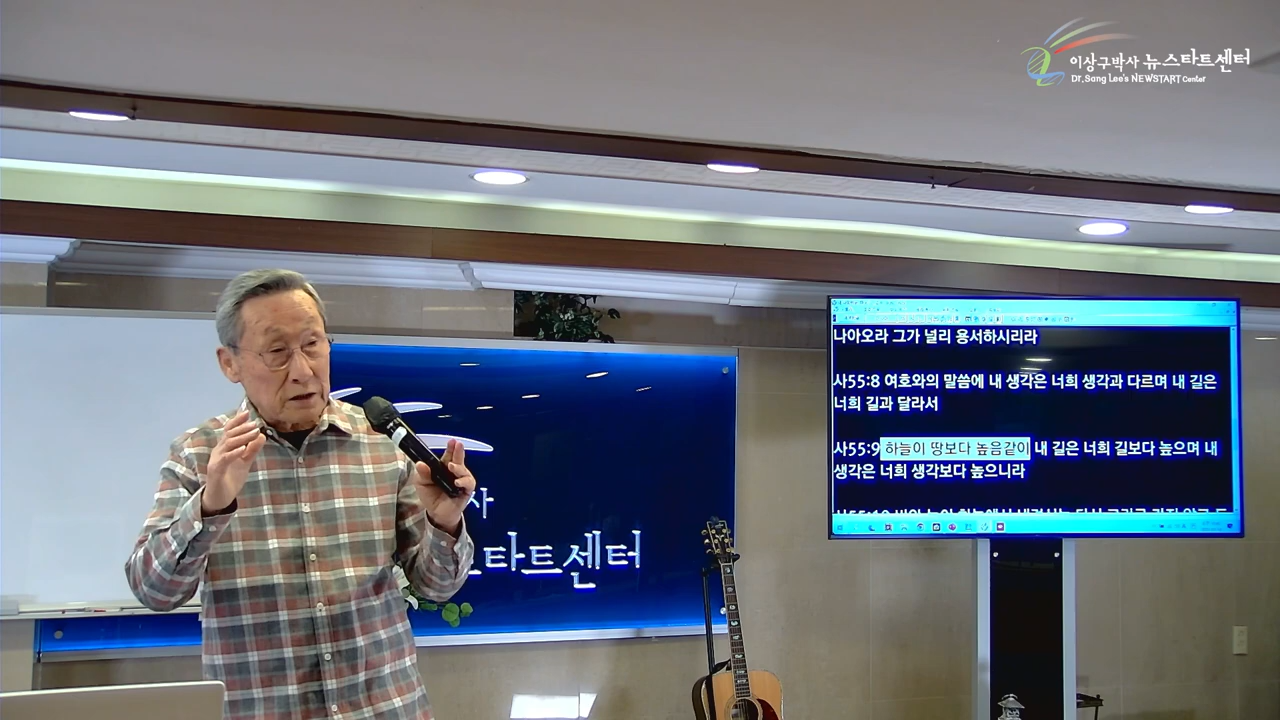 이상구박사 뉴스타트센터
Dr. Sang Lee's NEWSTART Center
나아오라 그가 널리 용서하시리라
사55:8 여호와의 말씀에 내 생각은 너희 생각과 다르며 내 길은
너희 길과 달라서
사55:9 하늘이 땅보다 높음같이 내 길은 너희 길보다 높으며 내
생각은 너희 생각보다 높으니라
사
스타트센터